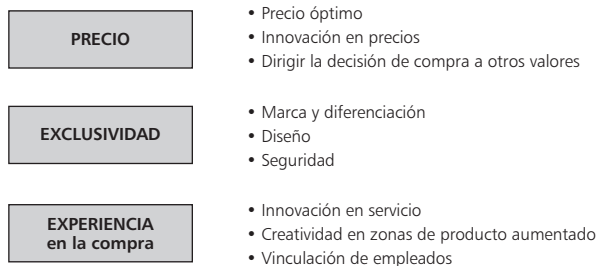 PRECIO
• Precio óptimo
• Innovación en precios
• Dirigir la decisión de compra a otros valores
EXCLUSIVIDAD
• Marca y diferenciación
• Diseño
• Seguridad
EXPERIENCIA
en la compra
• Innovación en servicio
• Creatividad en zonas de producto aumentado
• Vinculación de empleados